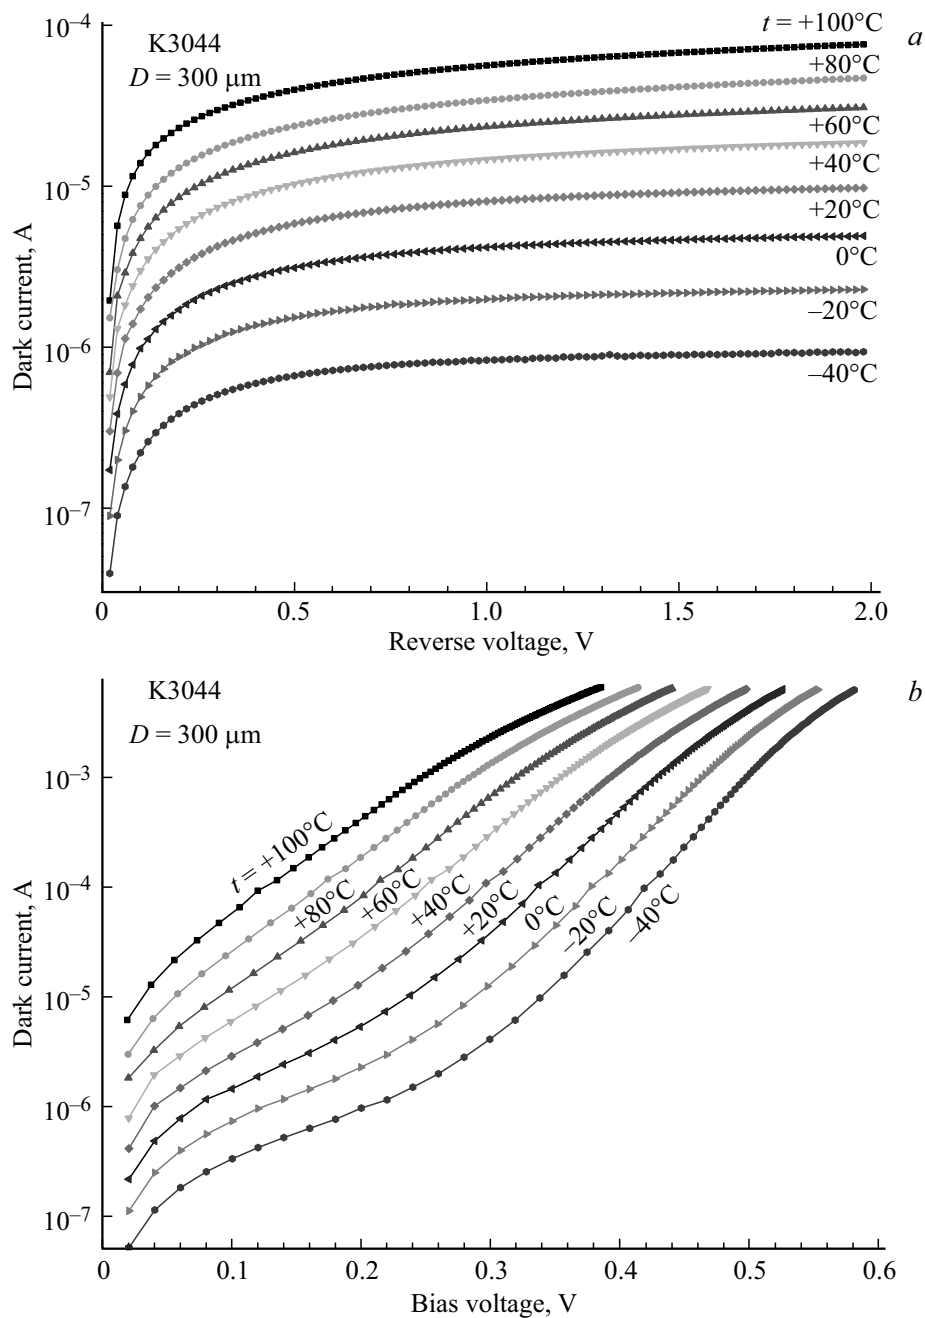 10⁻⁴
K3044
t = +100°C
a
D = 300 μm
+80°C
+60°C
+40°C
10⁻⁵
+20°C
0°C
–20°C
10⁻⁶
–40°C
10⁻⁷
Dark current, A
0 0.5 1.0 1.5 2.0
Reverse voltage, V
K3044
b
D = 300 μm
10⁻³
t = +100°C
+80°C
+60°C
+40°C
+20°C
0°C
–20°C
–40°C
10⁻⁴
10⁻⁵
10⁻⁶
10⁻⁷
Dark current, A
0 0.1 0.2 0.3 0.4 0.5 0.6
Bias voltage, V